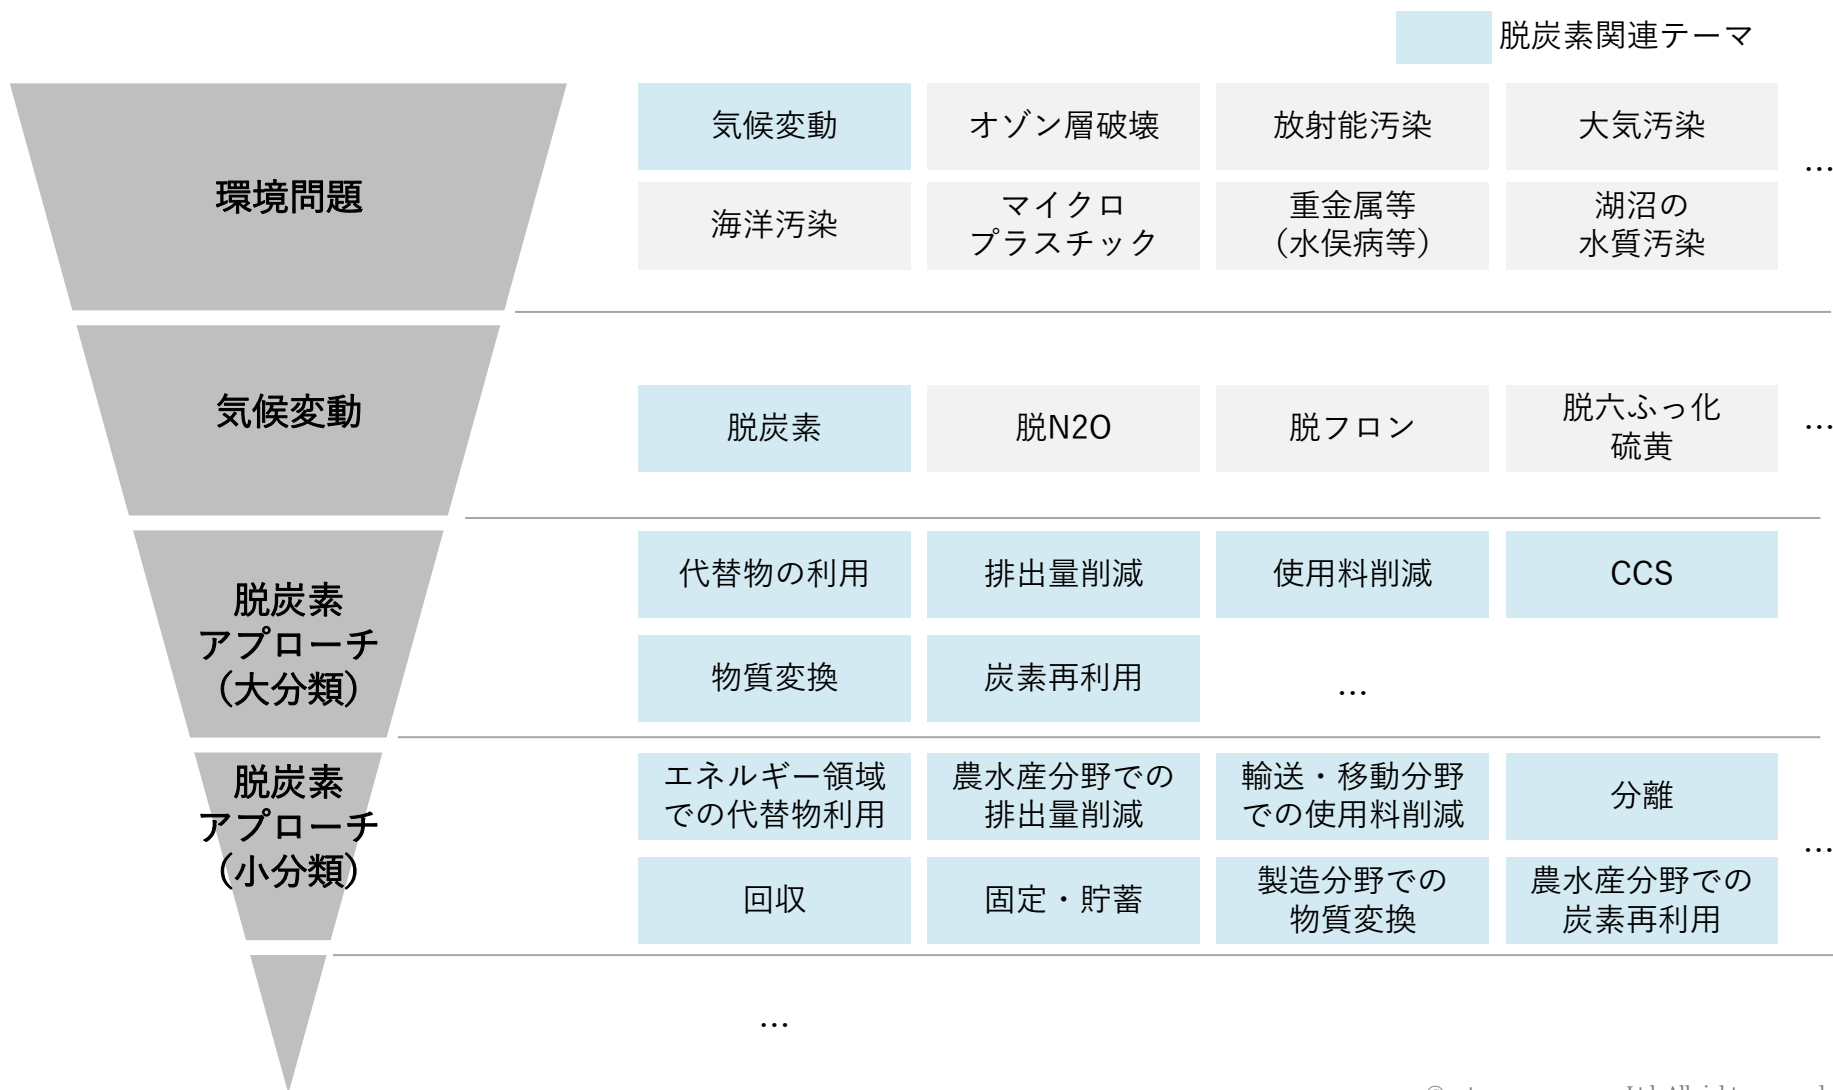 脱炭素関連テーマ
環境問題
気候変動
オゾン層破壊
放射能汚染
大気汚染
…
海洋汚染
マイクロ
プラスチック
重金属等
（水俣病等）
湖沼の
水質汚染
気候変動
脱炭素
脱N2O
脱フロン
脱六ふっ化
硫黄
…
脱炭素
アプローチ
（大分類）
代替物の利用
排出量削減
使用料削減
CCS
物質変換
炭素再利用
…
脱炭素
アプローチ
（小分類）
エネルギー領域
での代替物利用
農水産分野での
排出量削減
輸送・移動分野
での使用料削減
分離
…
回収
固定・貯蓄
製造分野での
物質変換
農水産分野での
炭素再利用
…